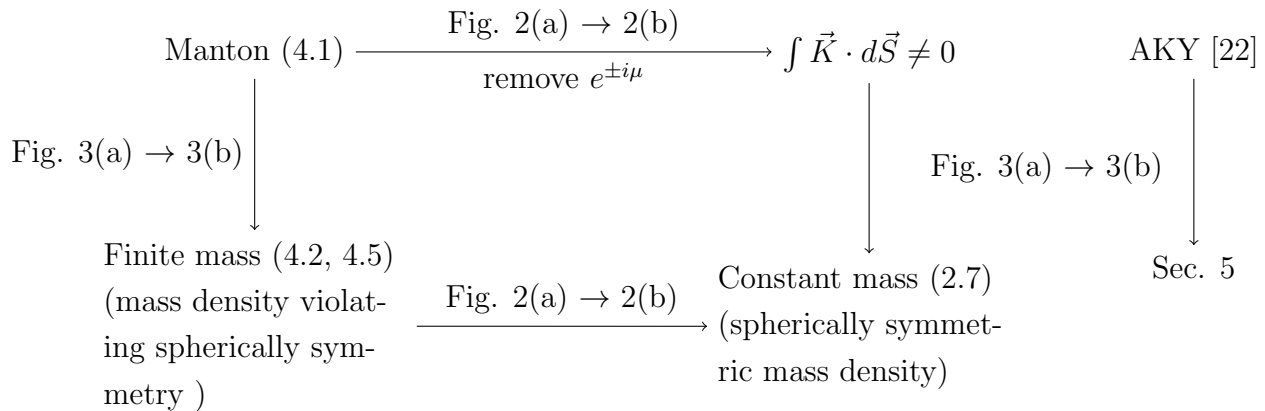 Fig. 2(a) → 2(b)
Manton (4.1)
remove e^{±iμ}
∫ K⃗ · dS⃗ ≠ 0
AKY [22]
Fig. 3(a) → 3(b)
Fig. 3(a) → 3(b)
Finite mass (4.2, 4.5)
(mass density violat-
ing spherically sym-
metry )
Fig. 2(a) → 2(b)
Constant mass (2.7)
(spherically symmet-
ric mass density)
Sec. 5